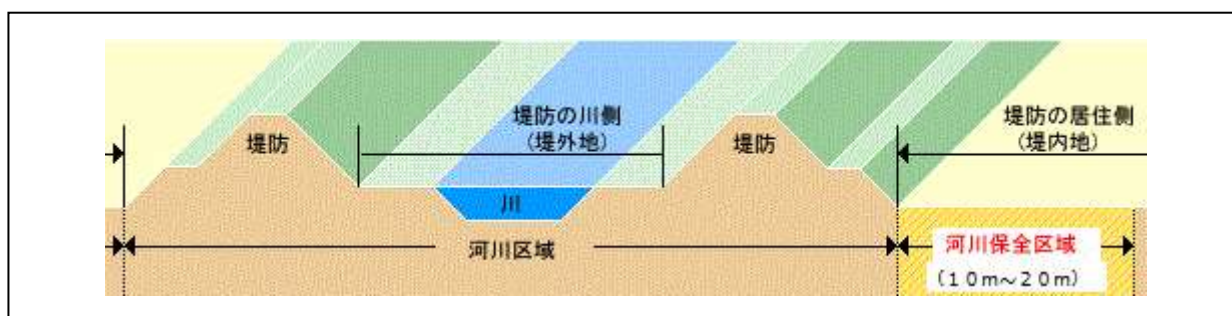 堤防の川側
(堤外地)
堤防の居住側
(堤内地)
堤防
堤防
川
河川区域
河川保全区域
(10m～20m)